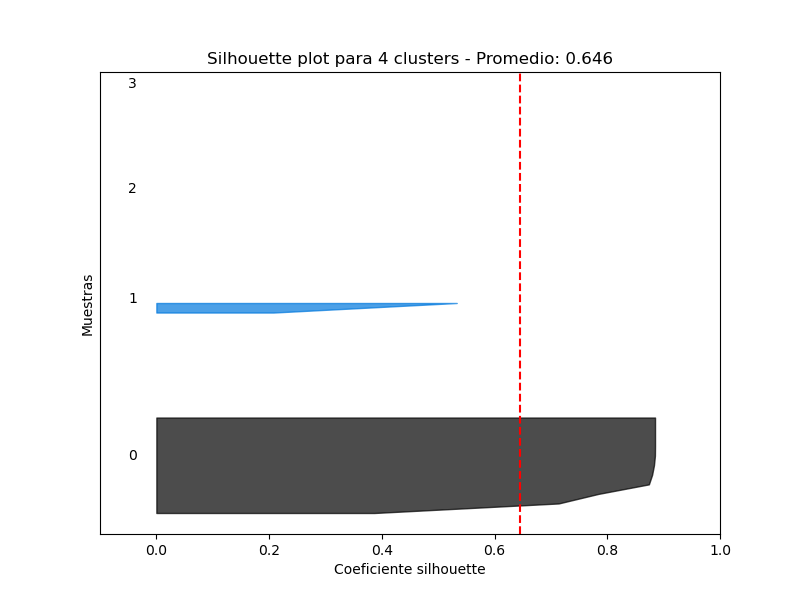 Silhouette plot para 4 clusters - Promedio: 0.646
3
2
1
0
Muestras
0.0 0.2 0.4 0.6 0.8 1.0
Coeficiente silhouette